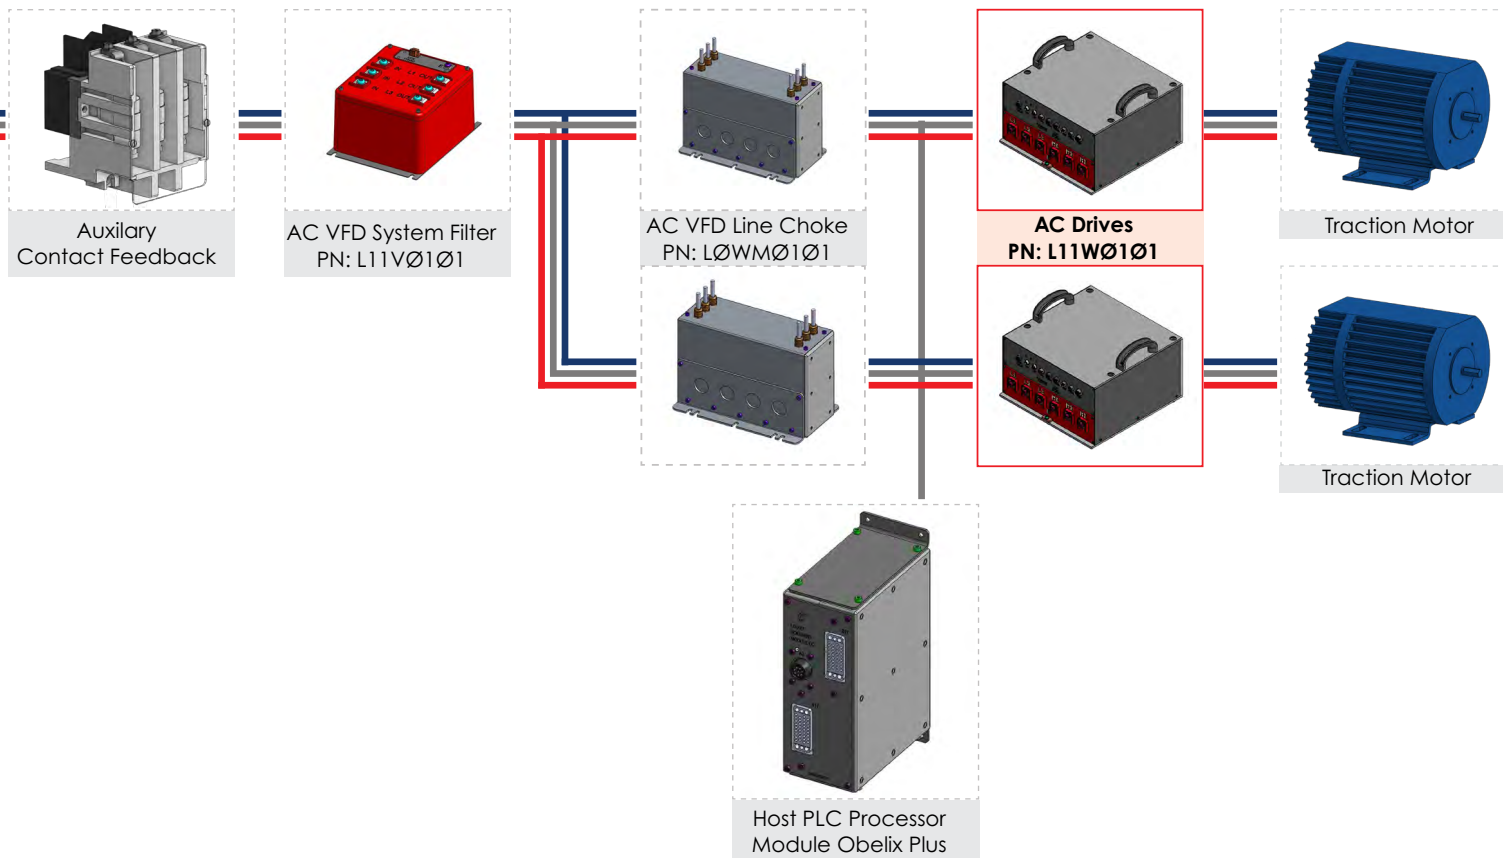 Auxilary
Contact Feedback
AC VFD System Filter
PN: L11VØ1Ø1
AC VFD Line Choke
PN: LØWMØ1Ø1
AC Drives
PN: L11WØ1Ø1
Traction Motor
Traction Motor
Host PLC Processor
Module Obelix Plus